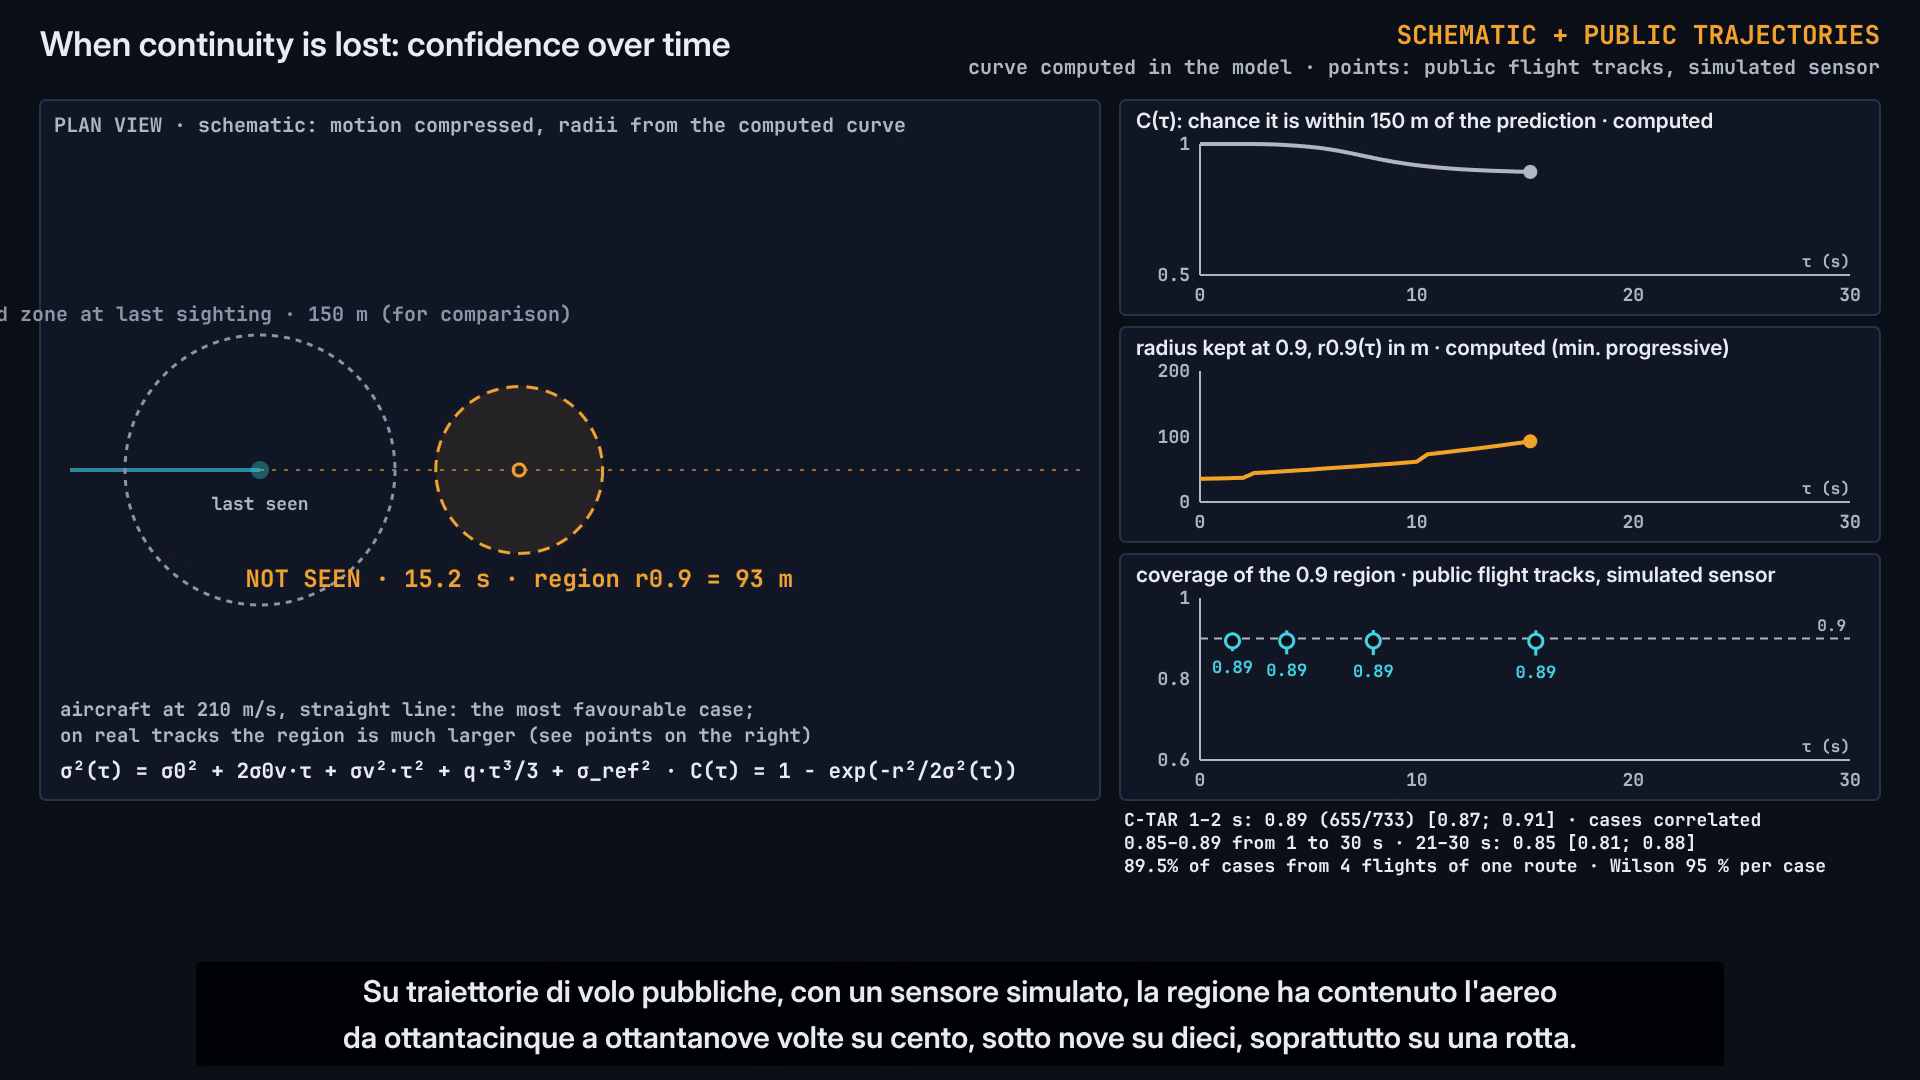 When continuity is lost: confidence over time
SCHEMATIC + PUBLIC TRAJECTORIES
curve computed in the model · points: public flight tracks, simulated sensor
PLAN VIEW · schematic: motion compressed, radii from the computed curve
zone at last sighting · 150 m (for comparison)
last seen
NOT SEEN · 15.2 s · region r0.9 = 93 m
aircraft at 210 m/s, straight line: the most favourable case;
on real tracks the region is much larger (see points on the right)
σ²(τ) = σ0² + 2σ0v·τ + σv²·τ² + q·τ³/3 + σ_ref² · C(τ) = 1 - exp(-r²/2σ²(τ))
C(τ): chance it is within 150 m of the prediction · computed
1
0.5
τ (s)
0 10 20 30
radius kept at 0.9, r0.9(τ) in m · computed (min. progressive)
200
100
0
τ (s)
0 10 20 30
coverage of the 0.9 region · public flight tracks, simulated sensor
1
0.9
0.89 0.89 0.89 0.89
0.8
τ (s)
0.6
0 10 20 30
C-TAR 1–2 s: 0.89 (655/733) [0.87; 0.91] · cases correlated
0.85–0.89 from 1 to 30 s · 21–30 s: 0.85 [0.81; 0.88]
89.5% of cases from 4 flights of one route · Wilson 95 % per case
Su traiettorie di volo pubbliche, con un sensore simulato, la regione ha contenuto l'aereo
da ottantacinque a ottantanove volte su cento, sotto nove su dieci, soprattutto su una rotta.